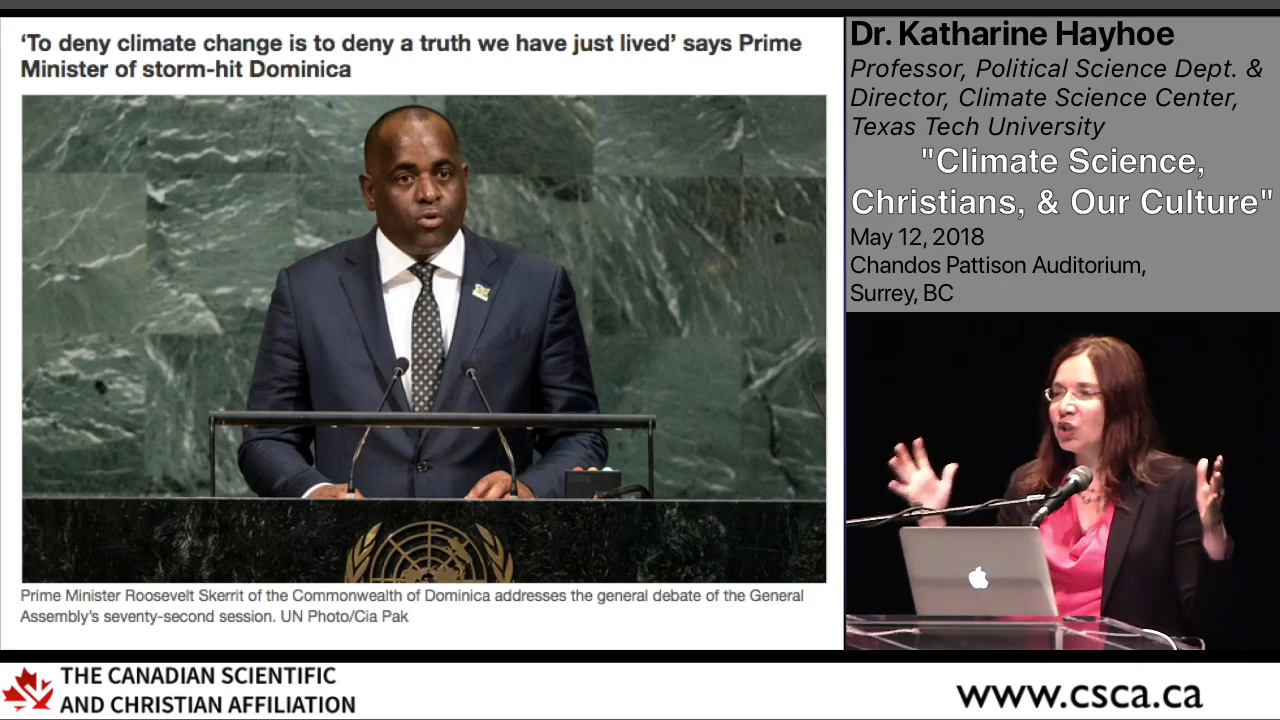 ‘To deny climate change is to deny a truth we have just lived’ says Prime
Minister of storm-hit Dominica
Prime Minister Roosevelt Skerrit of the Commonwealth of Dominica addresses the general debate of the General
Assembly's seventy-second session. UN Photo/Cia Pak
Dr. Katharine Hayhoe
Professor, Political Science Dept. &
Director, Climate Science Center,
Texas Tech University
"Climate Science,
Christians, & Our Culture"
May 12, 2018
Chandos Pattison Auditorium,
Surrey, BC
THE CANADIAN SCIENTIFIC
AND CHRISTIAN AFFILIATION
www.csca.ca